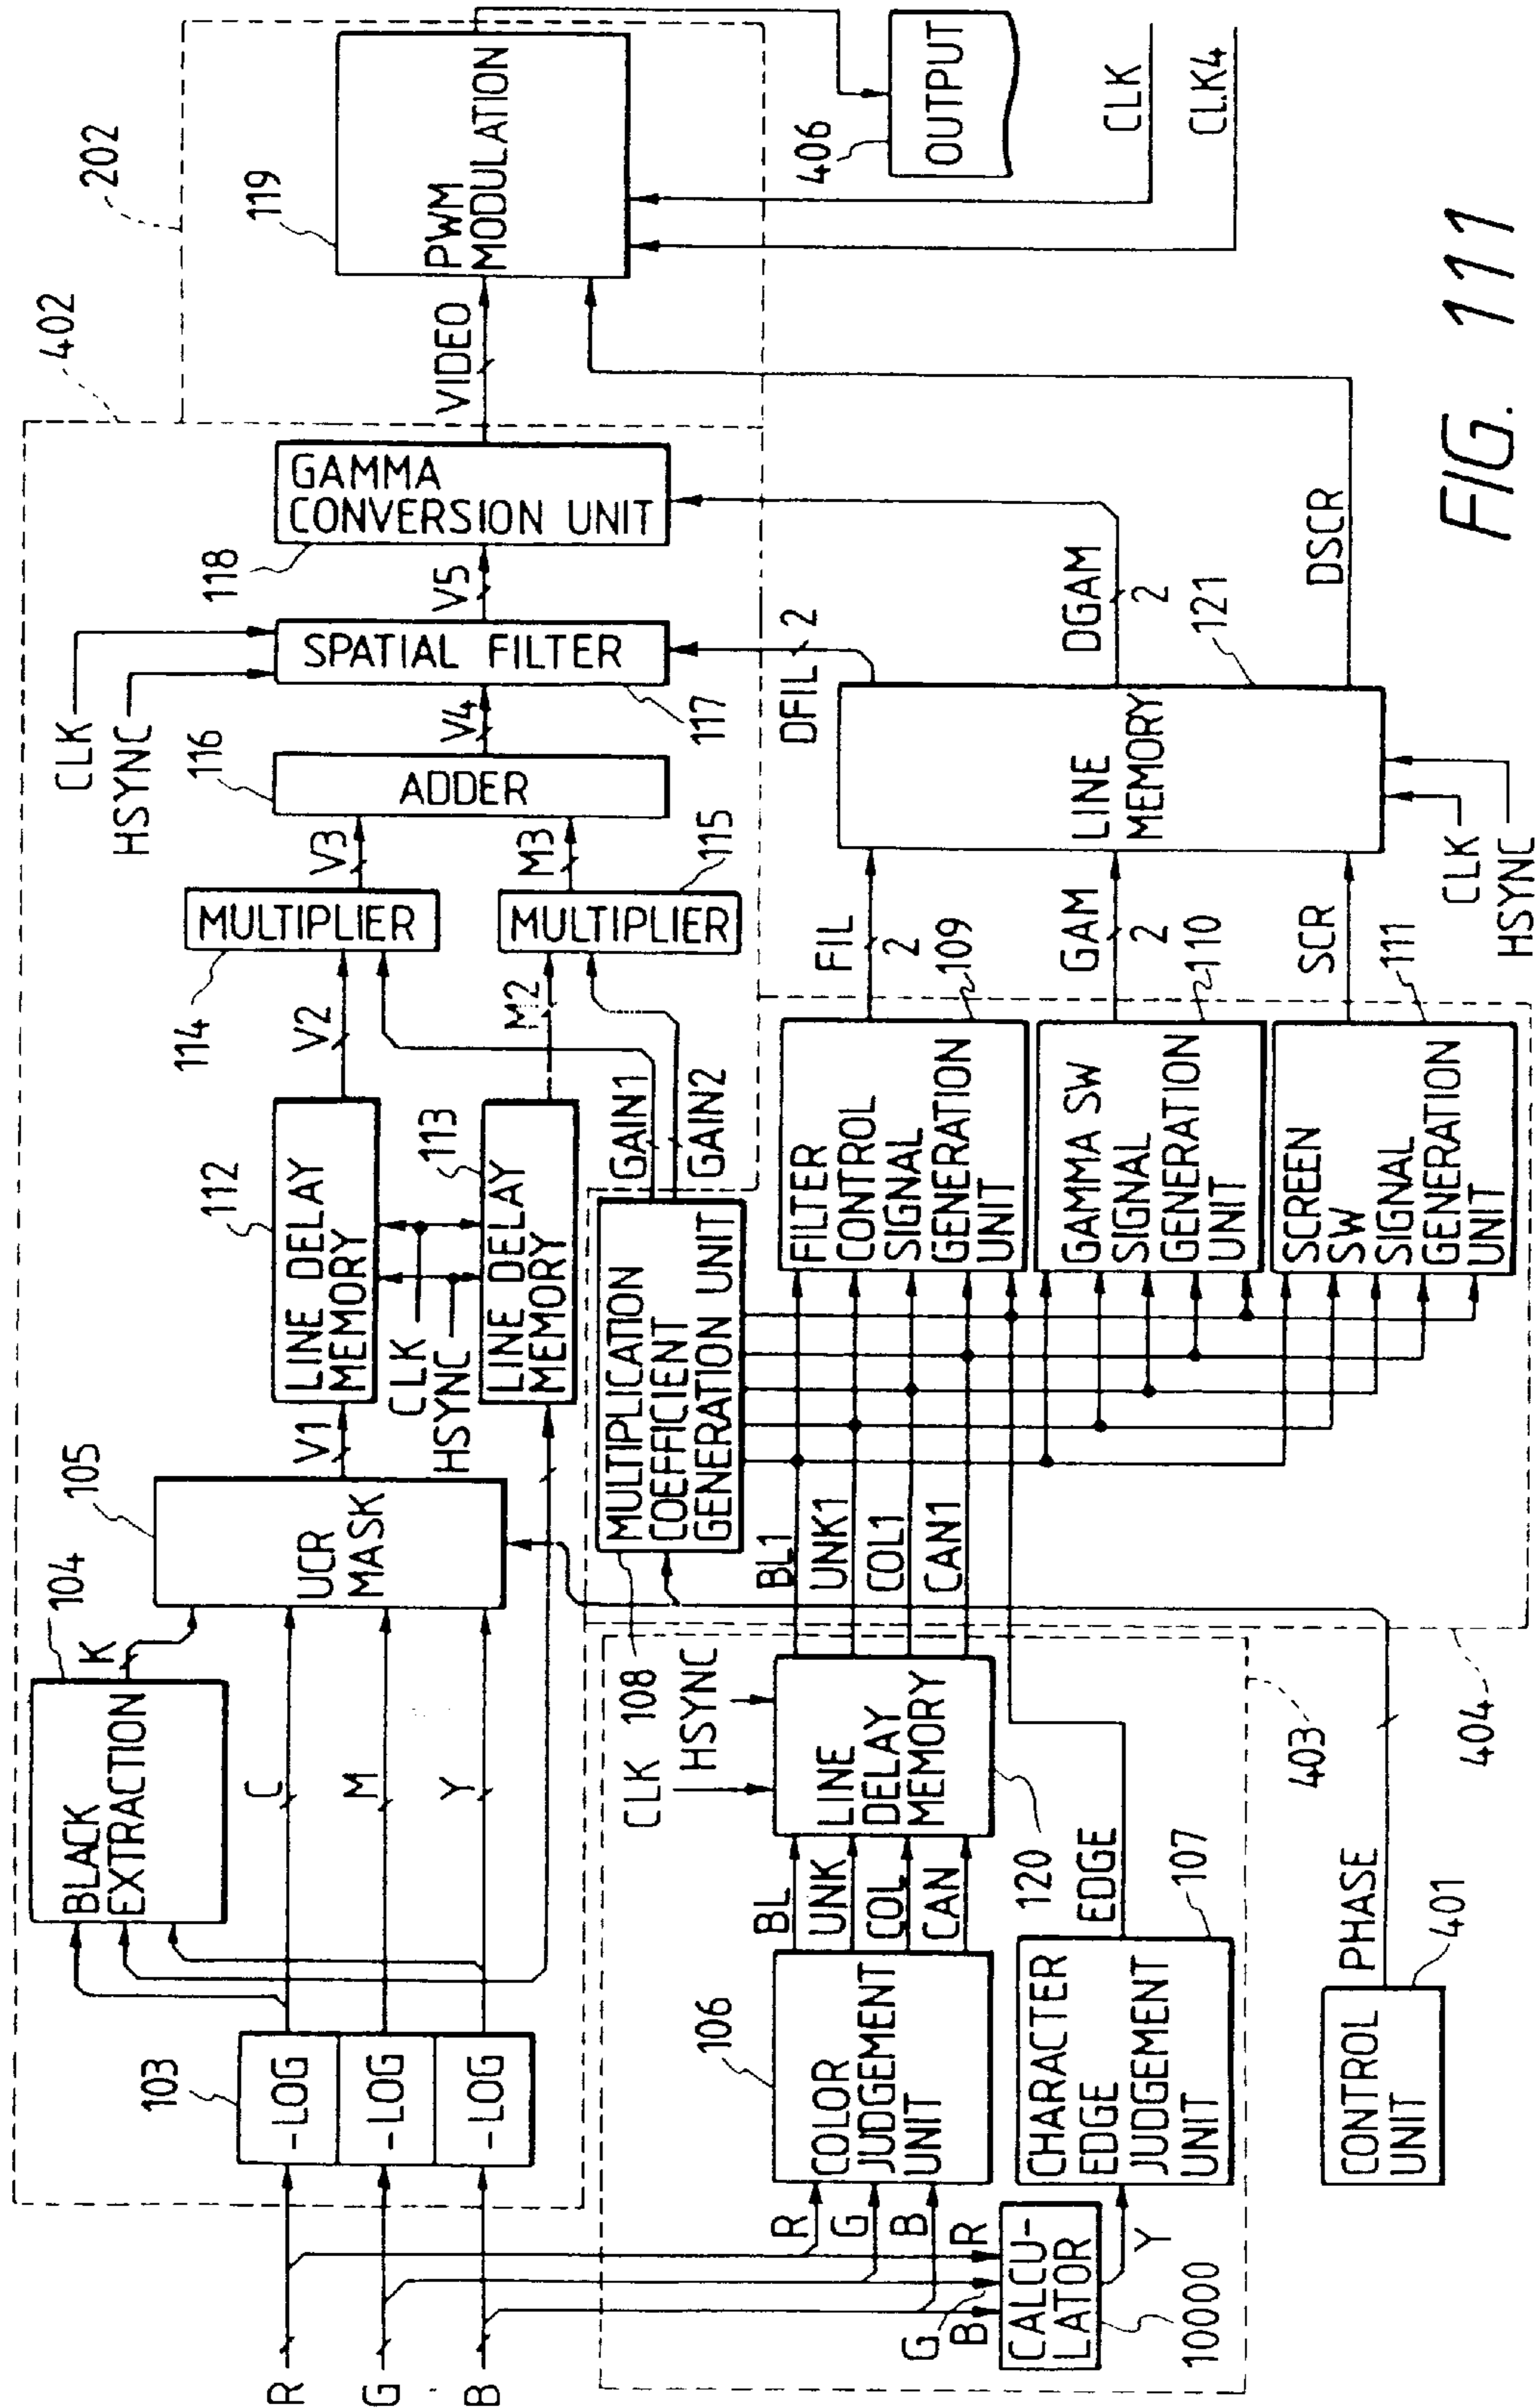 402
202
R
G
B
103
-LOG
-LOG
-LOG
BLACK
EXTRACTION
104
K
C
M
Y
105
UCR
MASK
V1
112
LINE DELAY
MEMORY
CLK
HSYNC
113
LINE DELAY
MEMORY
V2
M2
114
MULTIPLIER
MULTIPLIER
115
GAIN1
GAIN2
V3
M3
116
ADDER
V4
CLK
HSYNC
SPATIAL FILTER
117
V5
118
GAMMA
CONVERSION UNIT
VIDEO
119
PWM
MODULATION
406
OUTPUT
CLK
CLK4
108
MULTIPLICATION
COEFFICIENT
GENERATION UNIT
R
G
B
R
G
B
CALCU-
LATOR
10000
Y
106
COLOR
JUDGEMENT
UNIT
BL
UNK
COL
CAN
CLK
HSYNC
LINE
DELAY
MEMORY
120
BL1
UNK1
COL1
CAN1
CHARACTER
EDGE
JUDGEMENT
UNIT
107
EDGE
403
404
CONTROL
UNIT
401
PHASE
FILTER
CONTROL
SIGNAL
GENERATION
UNIT
109
FIL
2
GAMMA SW
SIGNAL
GENERATION
UNIT
110
GAM
2
SCREEN
SW
SIGNAL
GENERATION
UNIT
111
SCR
LINE
MEMORY
121
CLK
HSYNC
DFIL
2
DGAM
2
DSCR
FIG. 111